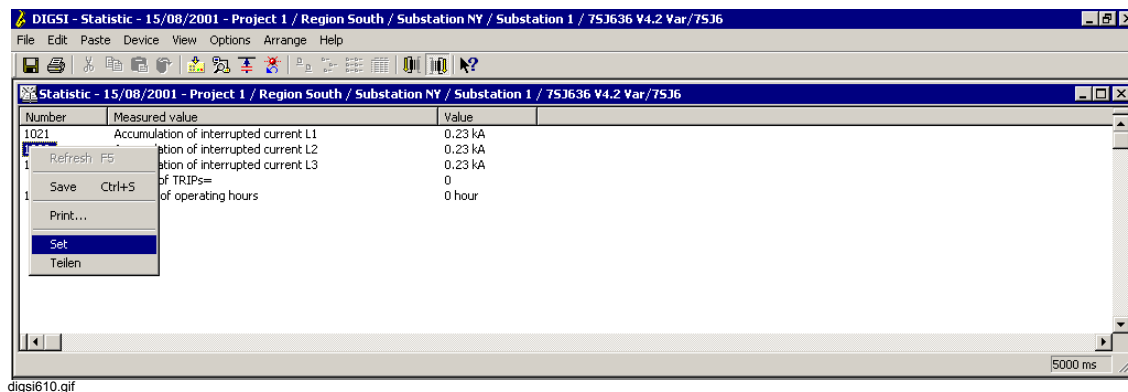 DIGSI - Statistic - 15/08/2001 - Project 1 / Region South / Substation NY / Substation 1 / 7SJ636 V4.2 Var/7SJ6
File Edit Paste Device View Options Arrange Help
Statistic - 15/08/2001 - Project 1 / Region South / Substation NY / Substation 1 / 7SJ636 V4.2 Var/7SJ6
Number Measured value Value
1021 Accumulation of interrupted current L1 0.23 kA
ation of interrupted current L2 0.23 kA
Refresh F5
1 ation of interrupted current L3 0.23 kA
of TRIPs= 0
Save Ctrl+S
1 of operating hours 0 hour
Print...
Set
Teilen
5000 ms
digsi610.gif